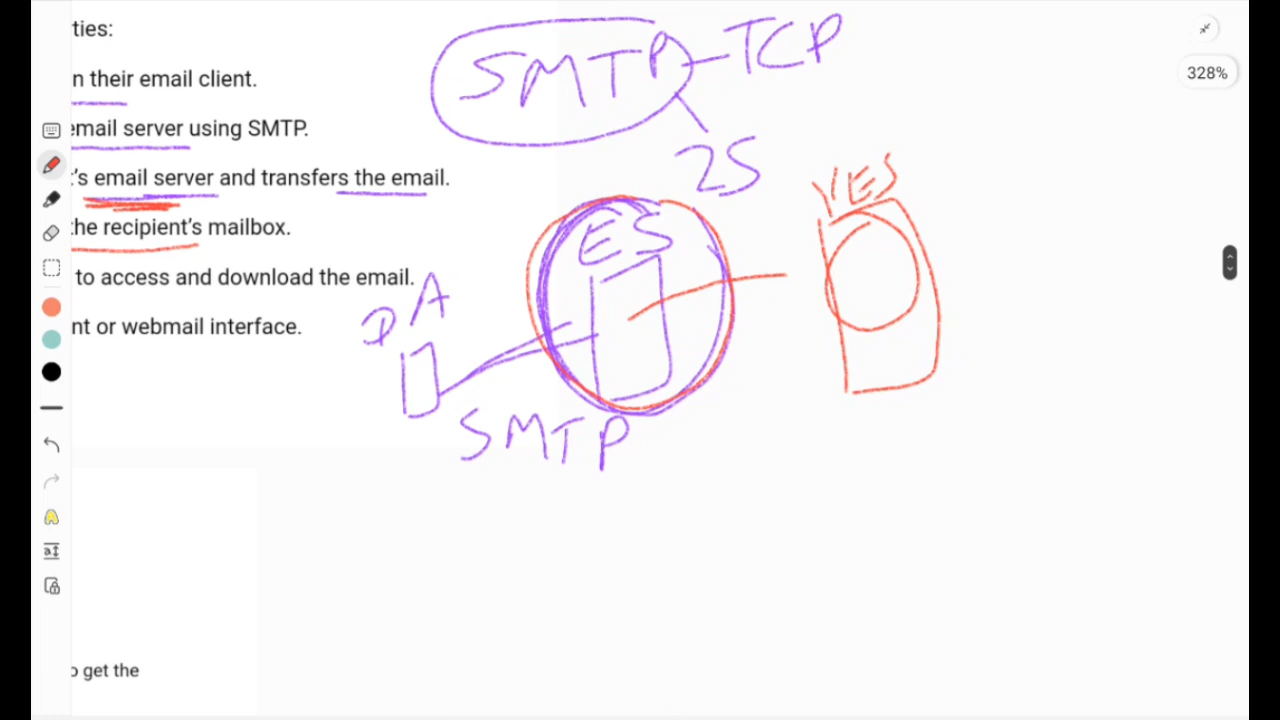 ties:
SMTP - TCP
n their email client.
328%
email server using SMTP.
25
's email server and transfers the email.
YES
the recipient's mailbox.
ES
to access and download the email.
A
nt or webmail interface.
SMTP
o get the